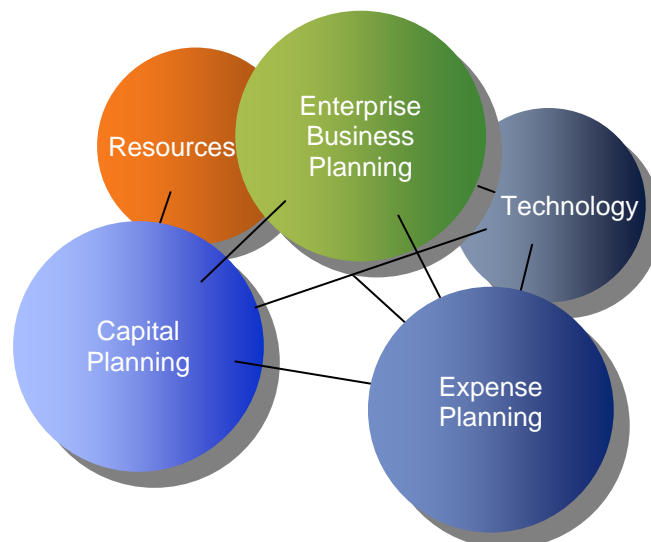 Resources
Enterprise
Business
Planning
Technology
Capital
Planning
Expense
Planning